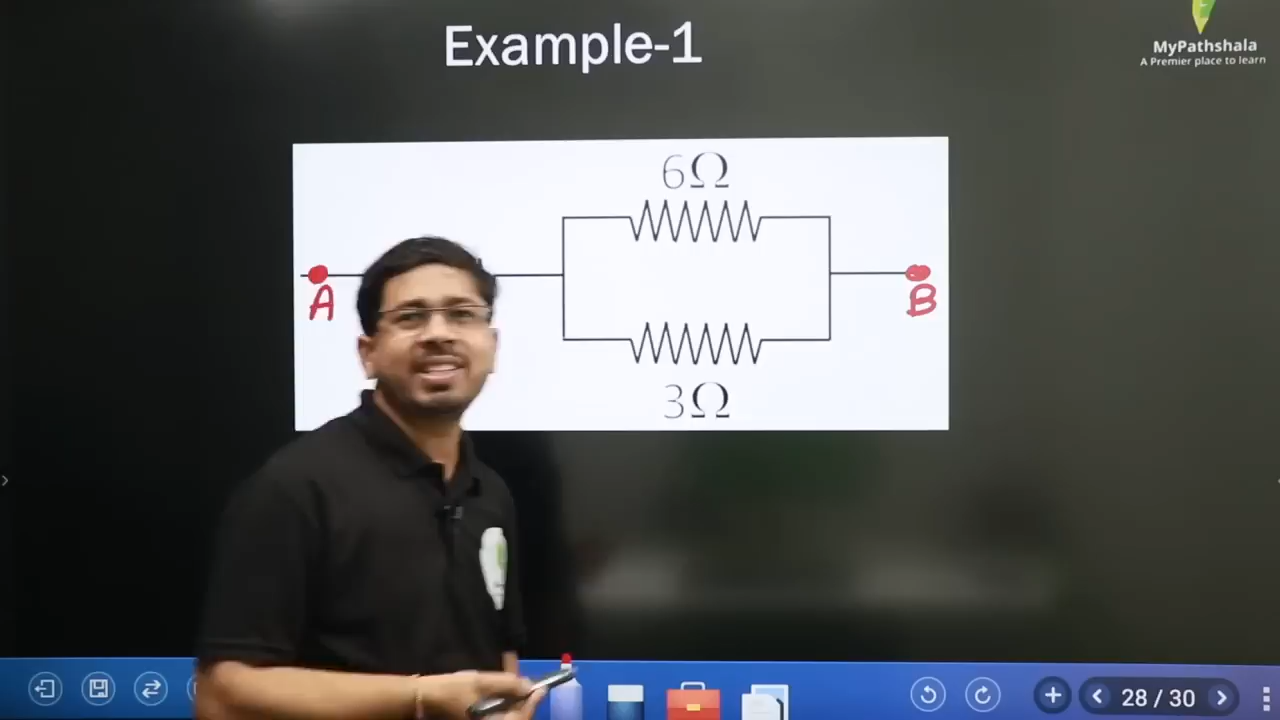 Example-1
MyPathshala
A Premier place to learn
6Ω
A
B
3Ω
28 / 30